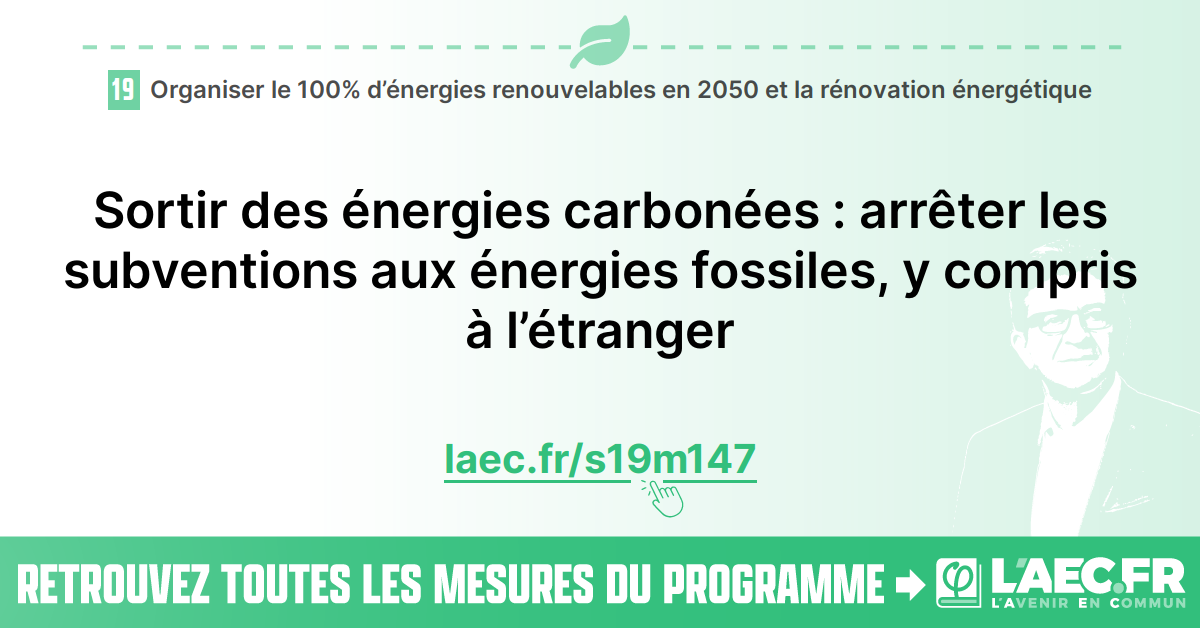 19 Organiser le 100% d’énergies renouvelables en 2050 et la rénovation énergétique
Sortir des énergies carbonées : arrêter les
subventions aux énergies fossiles, y compris
à l’étranger
laec.fr/s19m147
RETROUVEZ TOUTES LES MESURES DU PROGRAMME
φ L’AEC.FR
L’AVENIR EN COMMUN